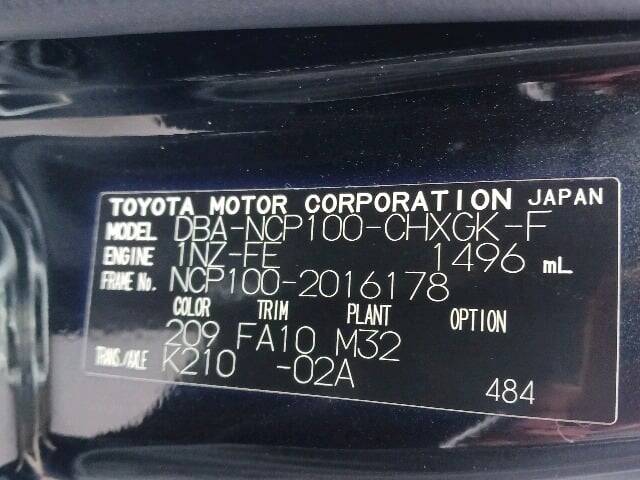 TOYOTA MOTOR CORPORATION JAPAN
MODEL DBA-NCP100-CHXGK-F
ENGINE 1NZ-FE 1496 mL
FRAME No. NCP100-2016178
COLOR TRIM PLANT OPTION
209 FA10 M32
TRANS./AXLE K210 -02A
484